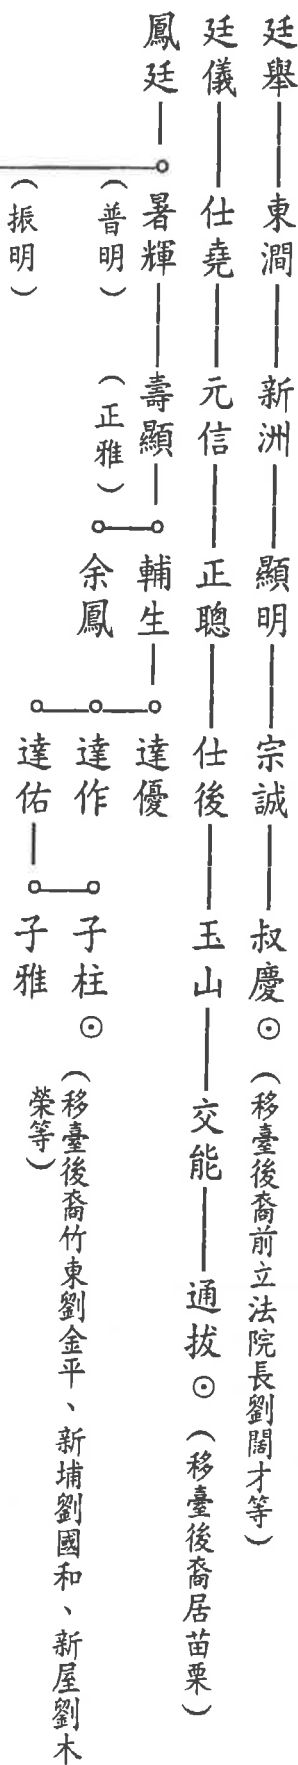 廷舉 東澗 新洲 顯明 宗誠 叔慶 ⊙ （移臺後裔前立法院長劉闊才等）
廷儀 仕堯 元信 正聰 仕後 玉山 交能 通拔 ⊙ （移臺後裔居苗栗）
鳳廷 暑輝 壽顯 輔生 達優
（普明） （正雅） 余鳳 達作 子柱 ⊙ （移臺後裔竹東劉金平、新埔劉國和、新屋劉木
榮等）
（振明） 達佑 子雅